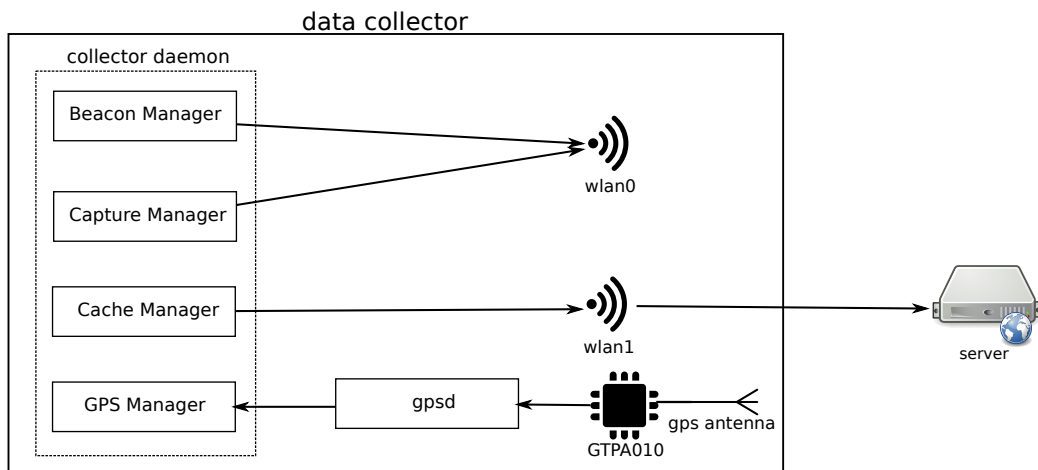 data collector
collector daemon
Beacon Manager
wlan0
Capture Manager
Cache Manager
wlan1
server
GPS Manager
gpsd
gps antenna
GTPA010